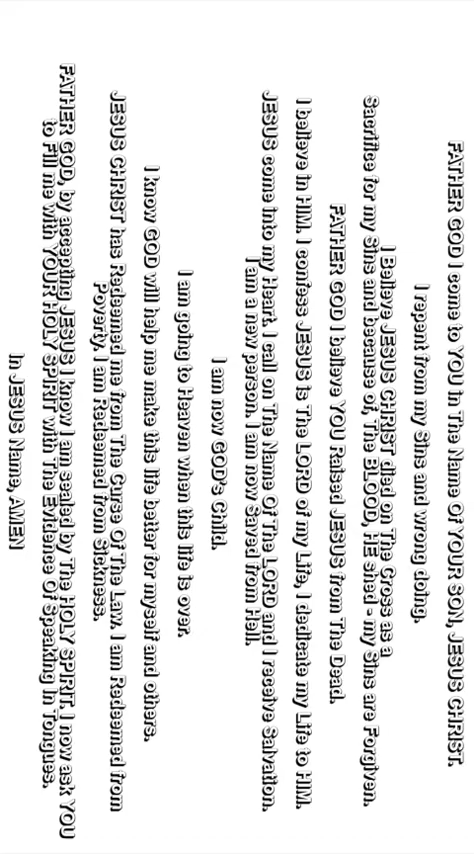 FATHER GOD I come to YOU in The Name Of YOUR SON, JESUS CHRIST.
I repent from my Sins and wrong doing.
I Believe JESUS CHRIST died on The Cross as a
Sacrifice for my Sins and because of, The BLOOD, HE shed - my Sins are Forgiven.
FATHER GOD I believe YOU Raised JESUS from The Dead.
I believe in HIM. I confess JESUS is The LORD of my Life, I dedicate my Life to HIM.
JESUS come into my Heart. I call on The Name Of The LORD and I receive Salvation.
I am a new person. I am now Saved from Hell.
I am now GOD's Child.
I am going to Heaven when this life is over.
I know GOD will help me make this life better for myself and others.
JESUS CHRIST has Redeemed me from The Curse Of The Law. I am Redeemed from
Poverty. I am Redeemed from Sickness.
FATHER GOD, by accepting JESUS I know I am sealed by The HOLY SPIRIT. I now ask YOU
to Fill me with YOUR HOLY SPIRIT with The Evidence Of Speaking in Tongues.
In JESUS Name, AMEN